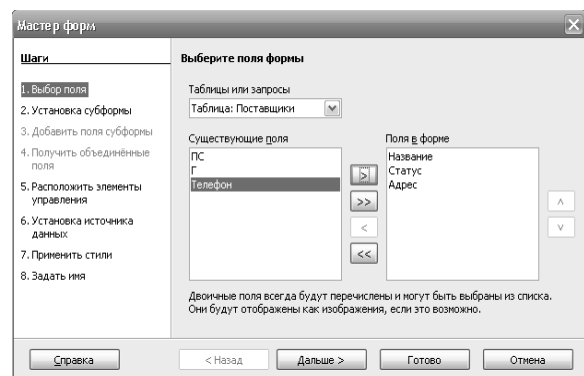 Мастер форм
Шаги
1. Выбор поля
2. Установка субформы
3. Добавить поля субформы
4. Получить объединённые
поля
5. Расположить элементы
управления
6. Установка источника
данных
7. Применить стили
8. Задать имя
Выберите поля формы
Таблицы или запросы
Таблица: Поставщики
Существующие поля
ПС
Г
Телефон
>
>>
<
<<
Поля в форме
Название
Статус
Адрес
Двоичные поля всегда будут перечислены и могут быть выбраны из списка.
Они будут отображены как изображения, если это возможно.
Справка
< Назад
Дальше >
Готово
Отмена